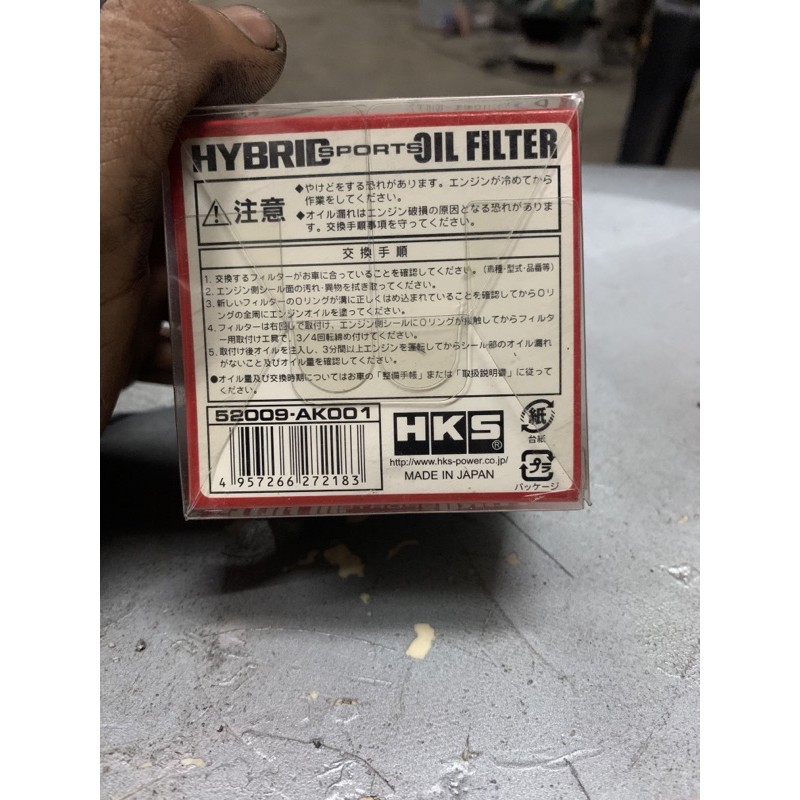 HYBRID SPORTS OIL FILTER
注意
◆やけどをする恐れがあります。エンジンが冷めてから
作業をしてください。
◆オイル漏れはエンジン破損の原因となる恐れがありま
す。交換手順事項を守ってください。
交換手順
1. 交換するフィルターがお車に合っていることを確認してください。(車種・型式・品番等)
2. エンジン側シール面の汚れ・異物を拭き取ってください。
3. 新しいフィルターのOリングが溝に正しくはめ込まれていることを確認してからOリ
ングの全周にエンジンオイルを塗ってください。
4. フィルターは右回しで取付け、エンジン側シールにOリングが接触してからフィルタ
ー用取付け工具で、3/4回転締め付けてください。
5. 取付け後オイルを注入し、3分間以上エンジンを運転してからシール部のオイル漏れ
がないこと及びオイル量を確認してください。
●オイル量及び交換時期についてはお車の「整備手帳」または「取扱説明書」に従って
ください。
52009-AK001
4 957266 272183
HKS®
http://www.hks-power.co.jp/
MADE IN JAPAN
紙
台紙
プラ
パッケージ